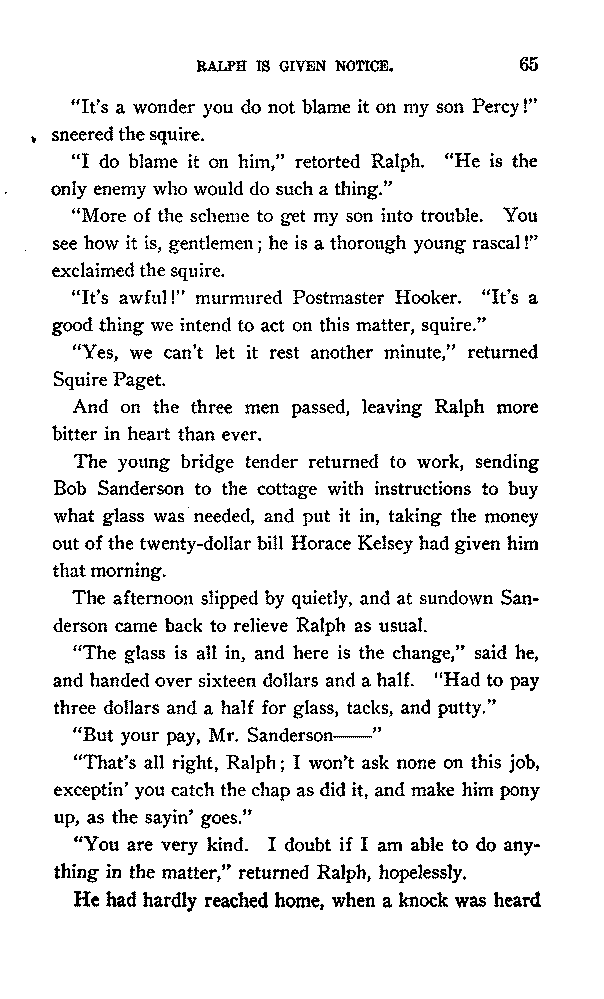 RALPH IS GIVEN NOTICE. 65
"It's a wonder you do not blame it on my son Percy!"
sneered the squire.
"I do blame it on him," retorted Ralph. "He is the
only enemy who would do such a thing."
"More of the scheme to get my son into trouble. You
see how it is, gentlemen; he is a thorough young rascal!"
exclaimed the squire.
"It's awful!" murmured Postmaster Hooker. "It's a
good thing we intend to act on this matter, squire."
"Yes, we can't let it rest another minute," returned
Squire Paget.
And on the three men passed, leaving Ralph more
bitter in heart than ever.
The young bridge tender returned to work, sending
Bob Sanderson to the cottage with instructions to buy
what glass was needed, and put it in, taking the money
out of the twenty-dollar bill Horace Kelsey had given him
that morning.
The afternoon slipped by quietly, and at sundown San-
derson came back to relieve Ralph as usual.
"The glass is all in, and here is the change," said he,
and handed over sixteen dollars and a half. "Had to pay
three dollars and a half for glass, tacks, and putty."
"But your pay, Mr. Sanderson——"
"That's all right, Ralph; I won't ask none on this job,
exceptin' you catch the chap as did it, and make him pony
up, as the sayin' goes."
"You are very kind. I doubt if I am able to do any-
thing in the matter," returned Ralph, hopelessly.
He had hardly reached home, when a knock was heard